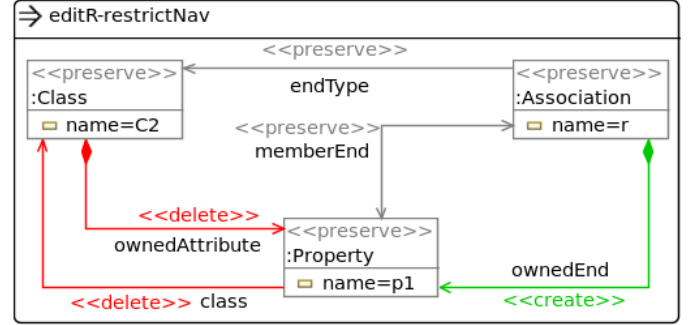 editR-restrictNav
<<preserve>>
<<preserve>>
:Class
name=C2
endType
<<preserve>>
:Association
name=r
<<preserve>>
memberEnd
<<delete>>
ownedAttribute
<<preserve>>
:Property
name=p1
ownedEnd
<<create>>
<<delete>> class